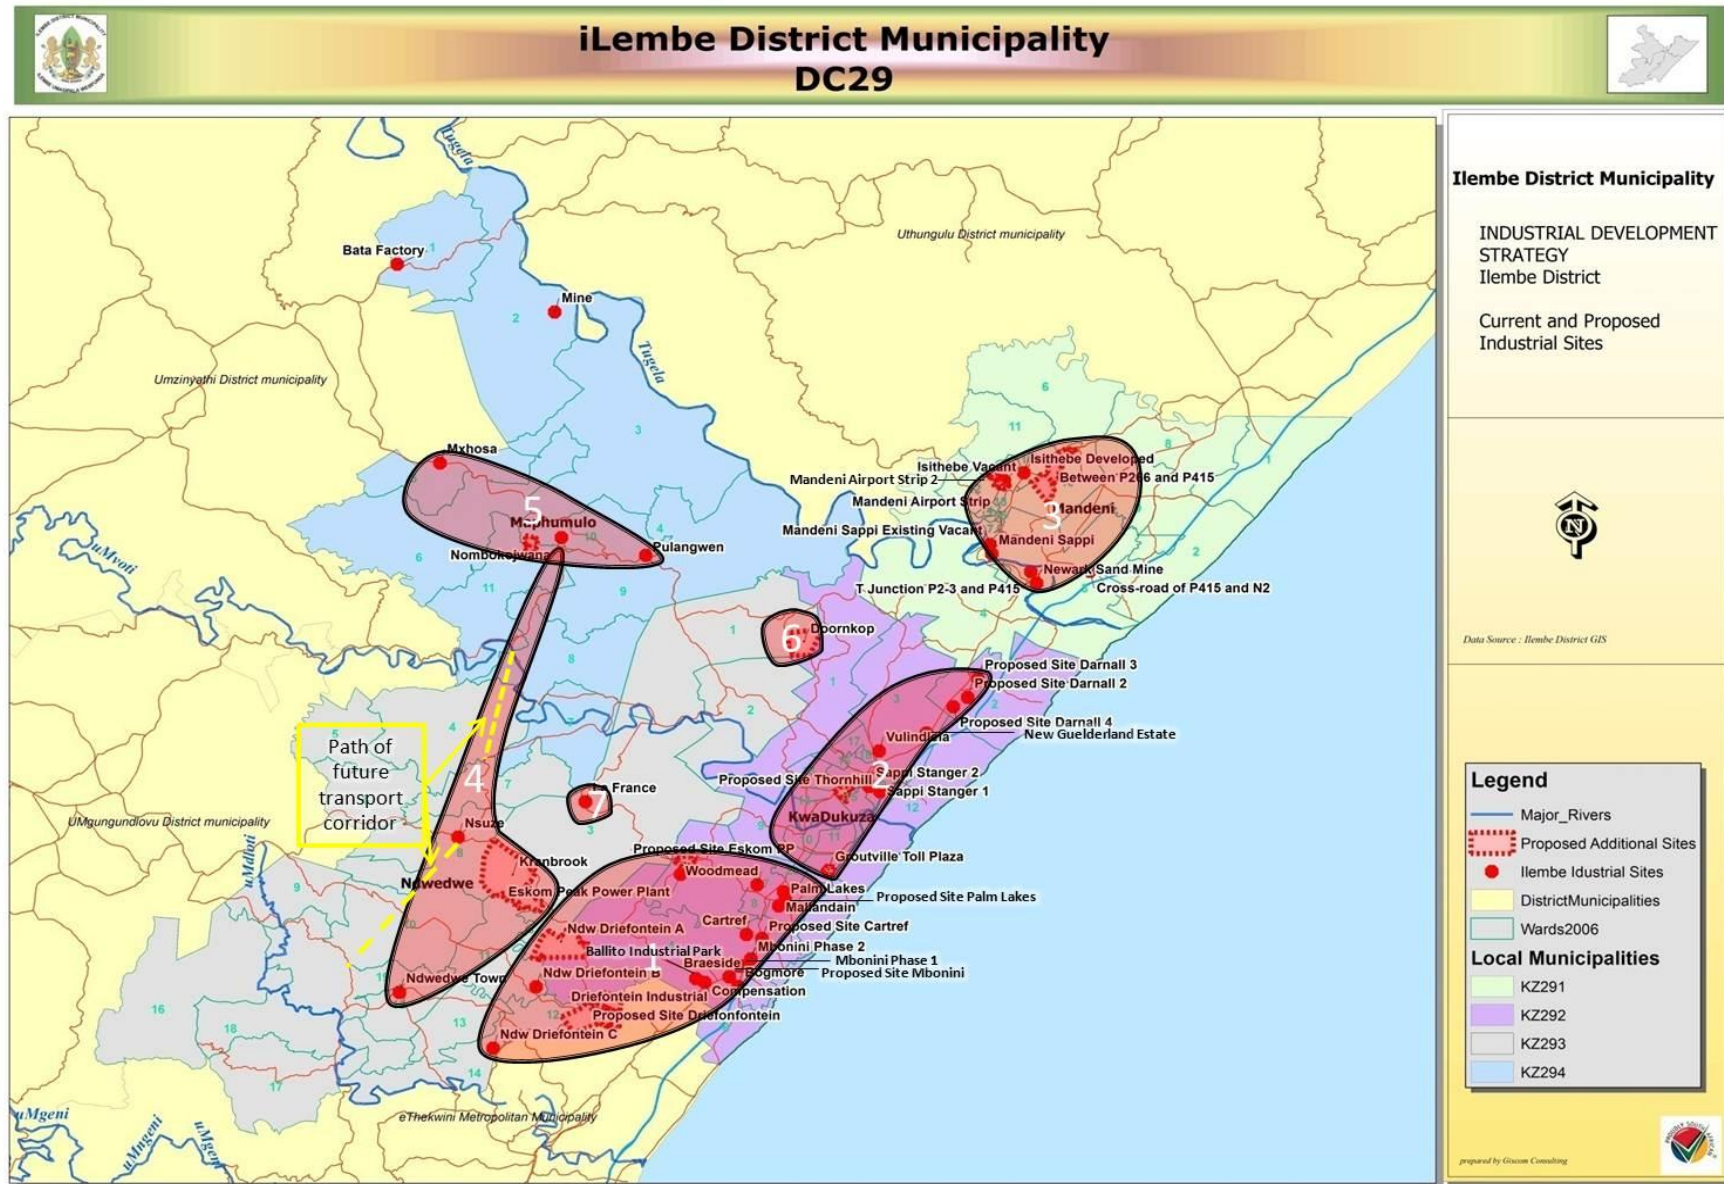 iLembe District Municipality
DC29
Ilembe District Municipality
INDUSTRIAL DEVELOPMENT
STRATEGY
Ilembe District
Current and Proposed
Industrial Sites
N
Data Source : Ilembe District GIS
Legend
Major_Rivers
Proposed Additional Sites
Ilembe Idustrial Sites
DistrictMunicipalities
Wards2006
Local Municipalities
KZ291
KZ292
KZ293
KZ294
prepared by Giscom Consulting
Tugela
Bata Factory
Mine
Tugela
Uthungulu District municipality
Umzinyathi District municipality
Mxhosa
5
Maphumulo
Nombokojwana
Pulangwen
uMvoti
Isithebe Vacant
Isithebe Developed
Mandeni Airport Strip 2
Between P266 and P415
Mandeni Airport Strip
3
Mandeni
Mandeni Sappi Existing Vacant
Mandeni Sappi
Newark Sand Mine
T Junction P2-3 and P415
Cross-road of P415 and N2
6
Doornkop
Proposed Site Darnall 3
Proposed Site Darnall 2
Proposed Site Darnall 4
New Guelderland Estate
Vulindlela
Proposed Site Thornhill
Sappi Stanger 2
2
Sappi Stanger 1
KwaDukuza
Groutville Toll Plaza
Path of
future
transport
corridor
4
7
La France
UMgungundlovu District municipality
uMdloti
Nsuze
Kranbrook
Ndwedwe
Eskom Peak Power Plant
Proposed Site Eskom PP
Woodmead
Palm Lakes
Proposed Site Palm Lakes
Mallandain
Cartref
Proposed Site Cartref
Ndw Driefontein A
Ballito Industrial Park
1
Mbonini Phase 2
Mbonini Phase 1
Braeside
Bogmore
Proposed Site Mbonini
Ndw Driefontein B
Ndwedwe Town
Driefontein Industrial
Compensation
Proposed Site Driefonfontein
Ndw Driefontein C
eThekwini Metropolitan Municipality
uMgeni
uMngeni
uMgeni